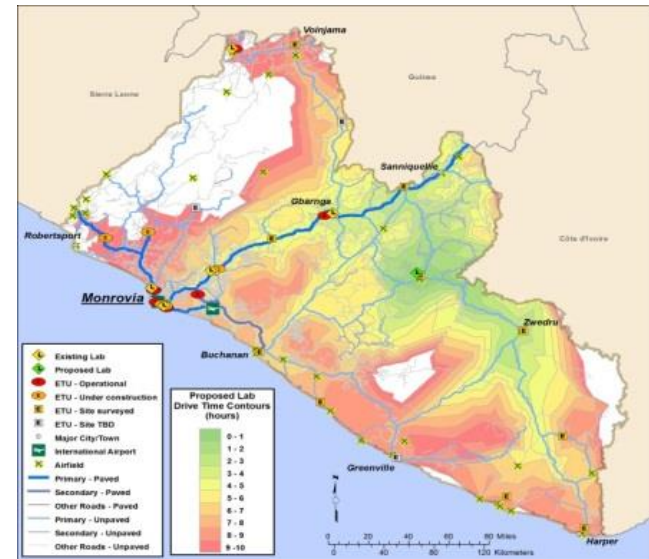 Voinjama
Guinea
Sierra Leone
Sanniquellie
Gbarnga
Côte d'Ivoire
Robertsport
Monrovia
Zwedru
Buchanan
Greenville
Harper
Existing Lab
Proposed Lab
ETU - Operational
ETU - Under construction
ETU - Site surveyed
ETU - Site TBD
Major City/Town
International Airport
Airfield
Primary - Paved
Secondary - Paved
Other Roads - Paved
Primary - Unpaved
Secondary - Unpaved
Other Roads - Unpaved
Proposed Lab
Drive Time Contours
(hours)
0 - 1
1 - 2
2 - 3
3 - 4
4 - 5
5 - 6
6 - 7
7 - 8
8 - 9
9 - 10
0 20 40 80 Miles
0 40 80 120 Kilometers